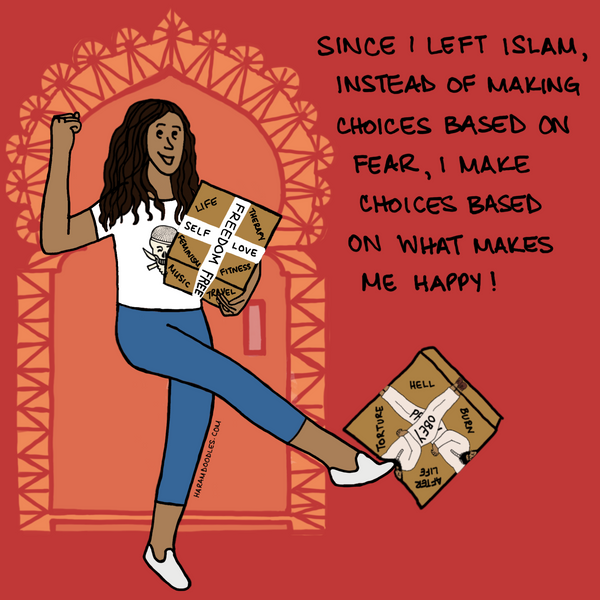 SINCE I LEFT ISLAM,
INSTEAD OF MAKING
CHOICES BASED ON
FEAR, I MAKE
CHOICES BASED
ON WHAT MAKES
ME HAPPY!
LIFE
THERAPY
FREEDOM FREE
SELF LOVE
FEMINISM
FITNESS
MUSIC
TRAVEL
HELL
BURN
TORTURE
OBEY
AFTER
LIFE
HARAMDOODLES.COM